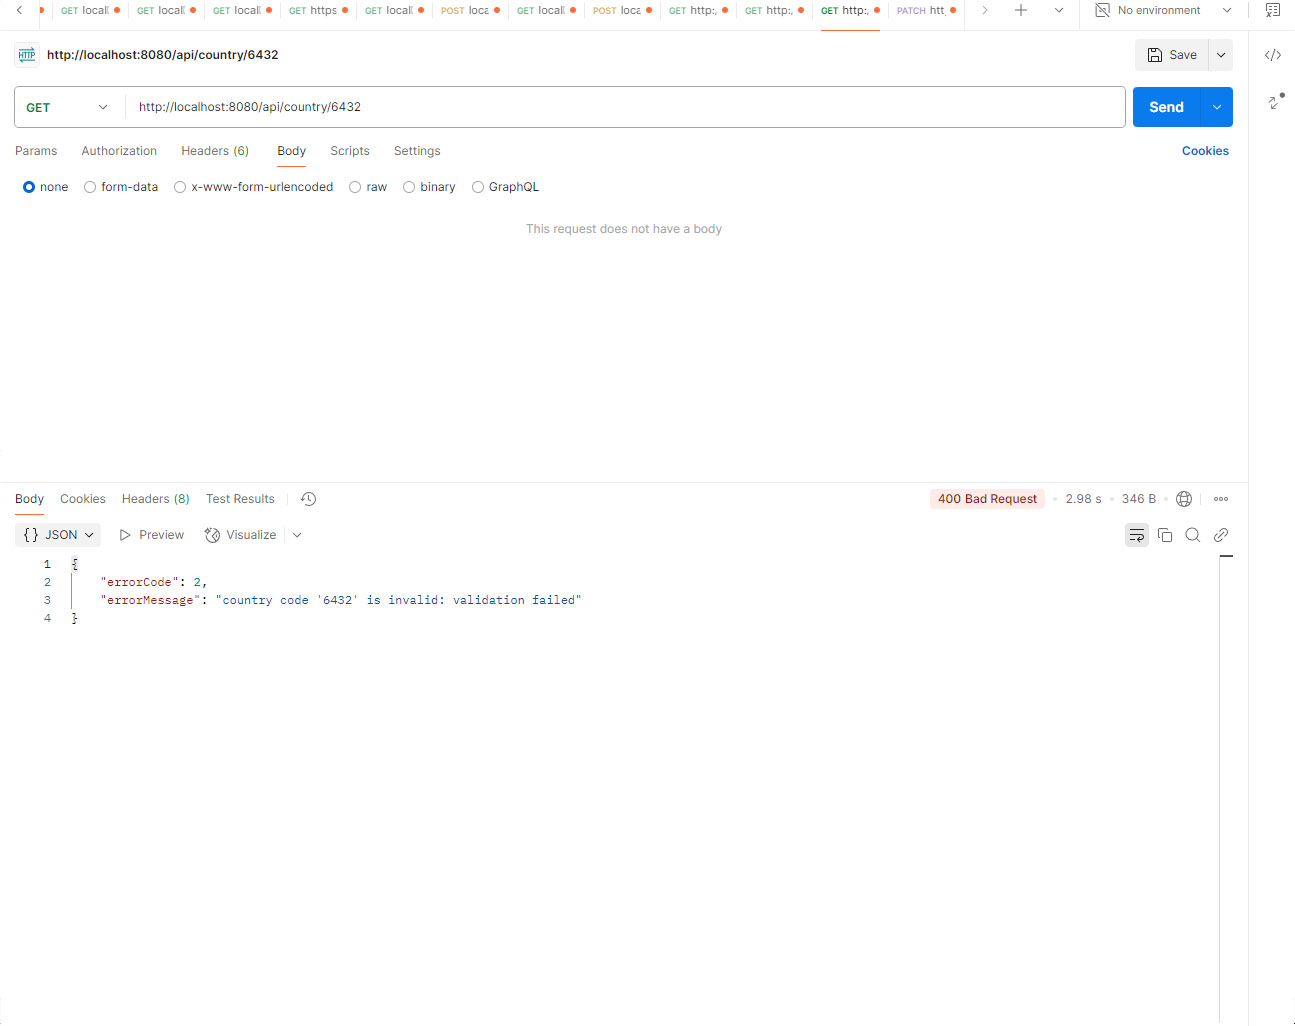 GET locall GET locall GET locall GET https GET locall POST loca GET locall POST loca GET http:, GET http:, GET http:, PATCH htt No environment
HTTP http://localhost:8080/api/country/6432 Save
GET http://localhost:8080/api/country/6432 Send
Params Authorization Headers (6) Body Scripts Settings Cookies
none form-data x-www-form-urlencoded raw binary GraphQL
This request does not have a body
Body Cookies Headers (8) Test Results 400 Bad Request 2.98 s 346 B
{} JSON Preview Visualize
1 {
2 "errorCode": 2,
3 "errorMessage": "country code '6432' is invalid: validation failed"
4 }